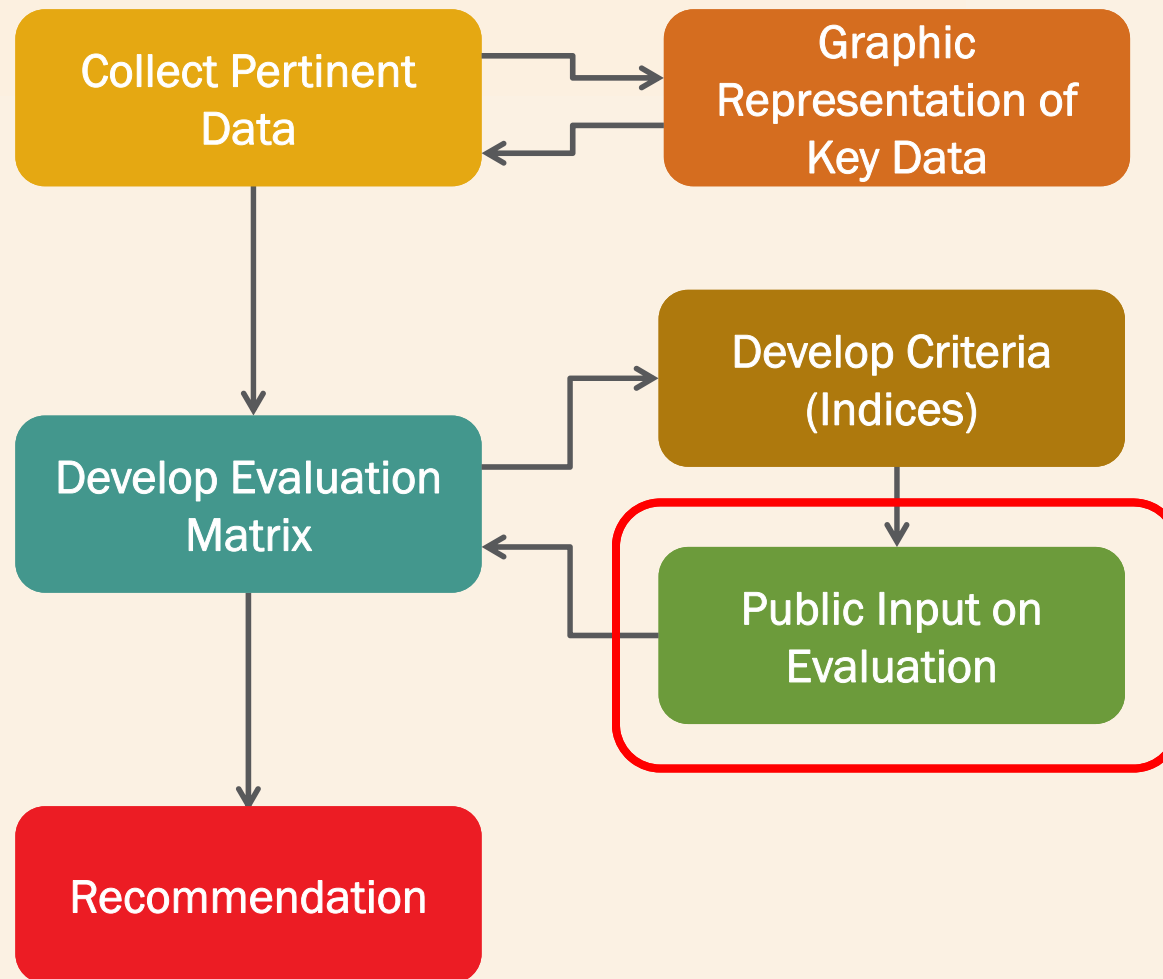 Collect Pertinent
Data
Graphic
Representation of
Key Data
Develop Criteria
(Indices)
Develop Evaluation
Matrix
Public Input on
Evaluation
Recommendation